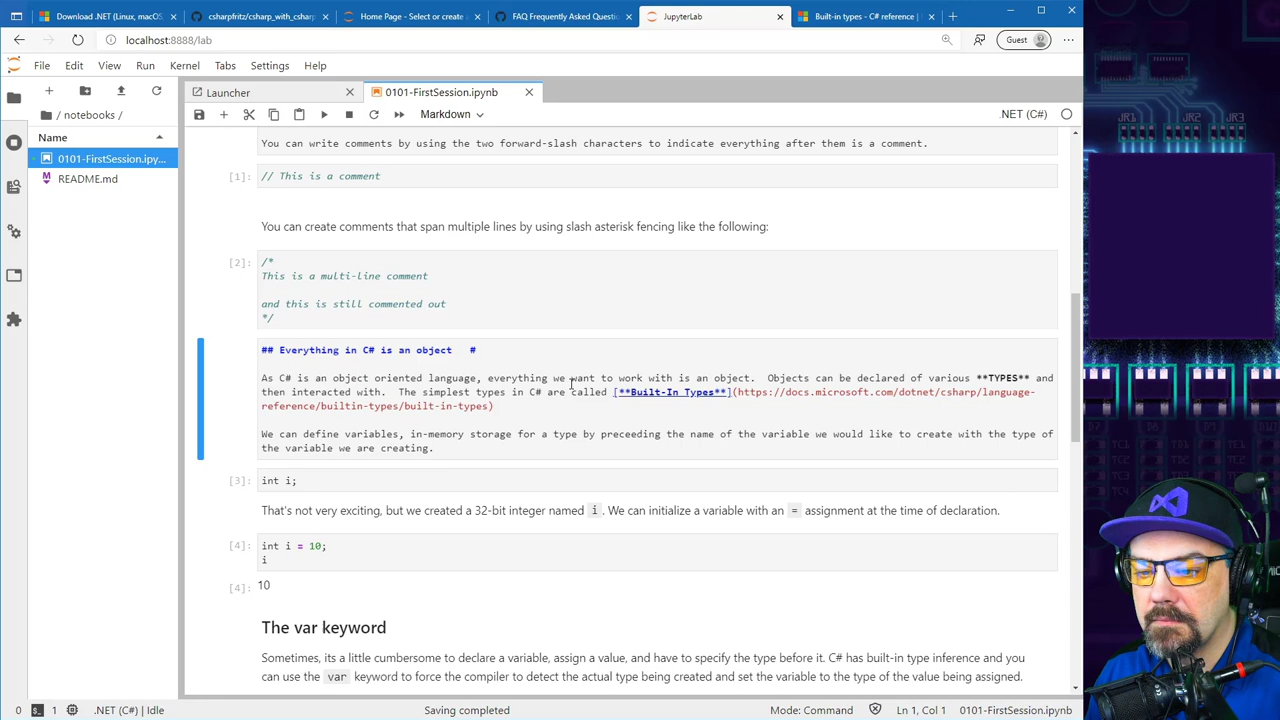 Download .NET (Linux, macOS,
csharpfritz/csharp_with_csharp
Home Page - Select or create a
FAQ Frequently Asked Questi
JupyterLab
Built-in types - C# reference |
localhost:8888/lab
Guest
File Edit View Run Kernel Tabs Settings Help
Launcher
0101-FirstSession.ipynb
/ notebooks /
Markdown
.NET (C#)
Name
0101-FirstSession.ipy...
README.md
You can write comments by using the two forward-slash characters to indicate everything after them is a comment.
[1]: // This is a comment
You can create comments that span multiple lines by using slash asterisk fencing like the following:
[2]: /*
This is a multi-line comment
and this is still commented out
*/
## Everything in C# is an object #
As C# is an object oriented language, everything we want to work with is an object. Objects can be declared of various **TYPES** and
then interacted with. The simplest types in C# are called [**Built-In Types**](https://docs.microsoft.com/dotnet/csharp/language-
reference/builtin-types/built-in-types)
We can define variables, in-memory storage for a type by preceding the name of the variable we would like to create with the type of
the variable we are creating.
[3]: int i;
That's not very exciting, but we created a 32-bit integer named i. We can initialize a variable with an = assignment at the time of declaration.
[4]: int i = 10;
i
[4]: 10
The var keyword
Sometimes, its a little cumbersome to declare a variable, assign a value, and have to specify the type before it. C# has built-in type inference and you
can use the var keyword to force the compiler to detect the actual type being created and set the variable to the type of the value being assigned.
0 1 .NET (C#) | Idle
Saving completed
Mode: Command
Ln 1, Col 1
0101-FirstSession.ipynb
JR1
JR2
JR3
D7
D8